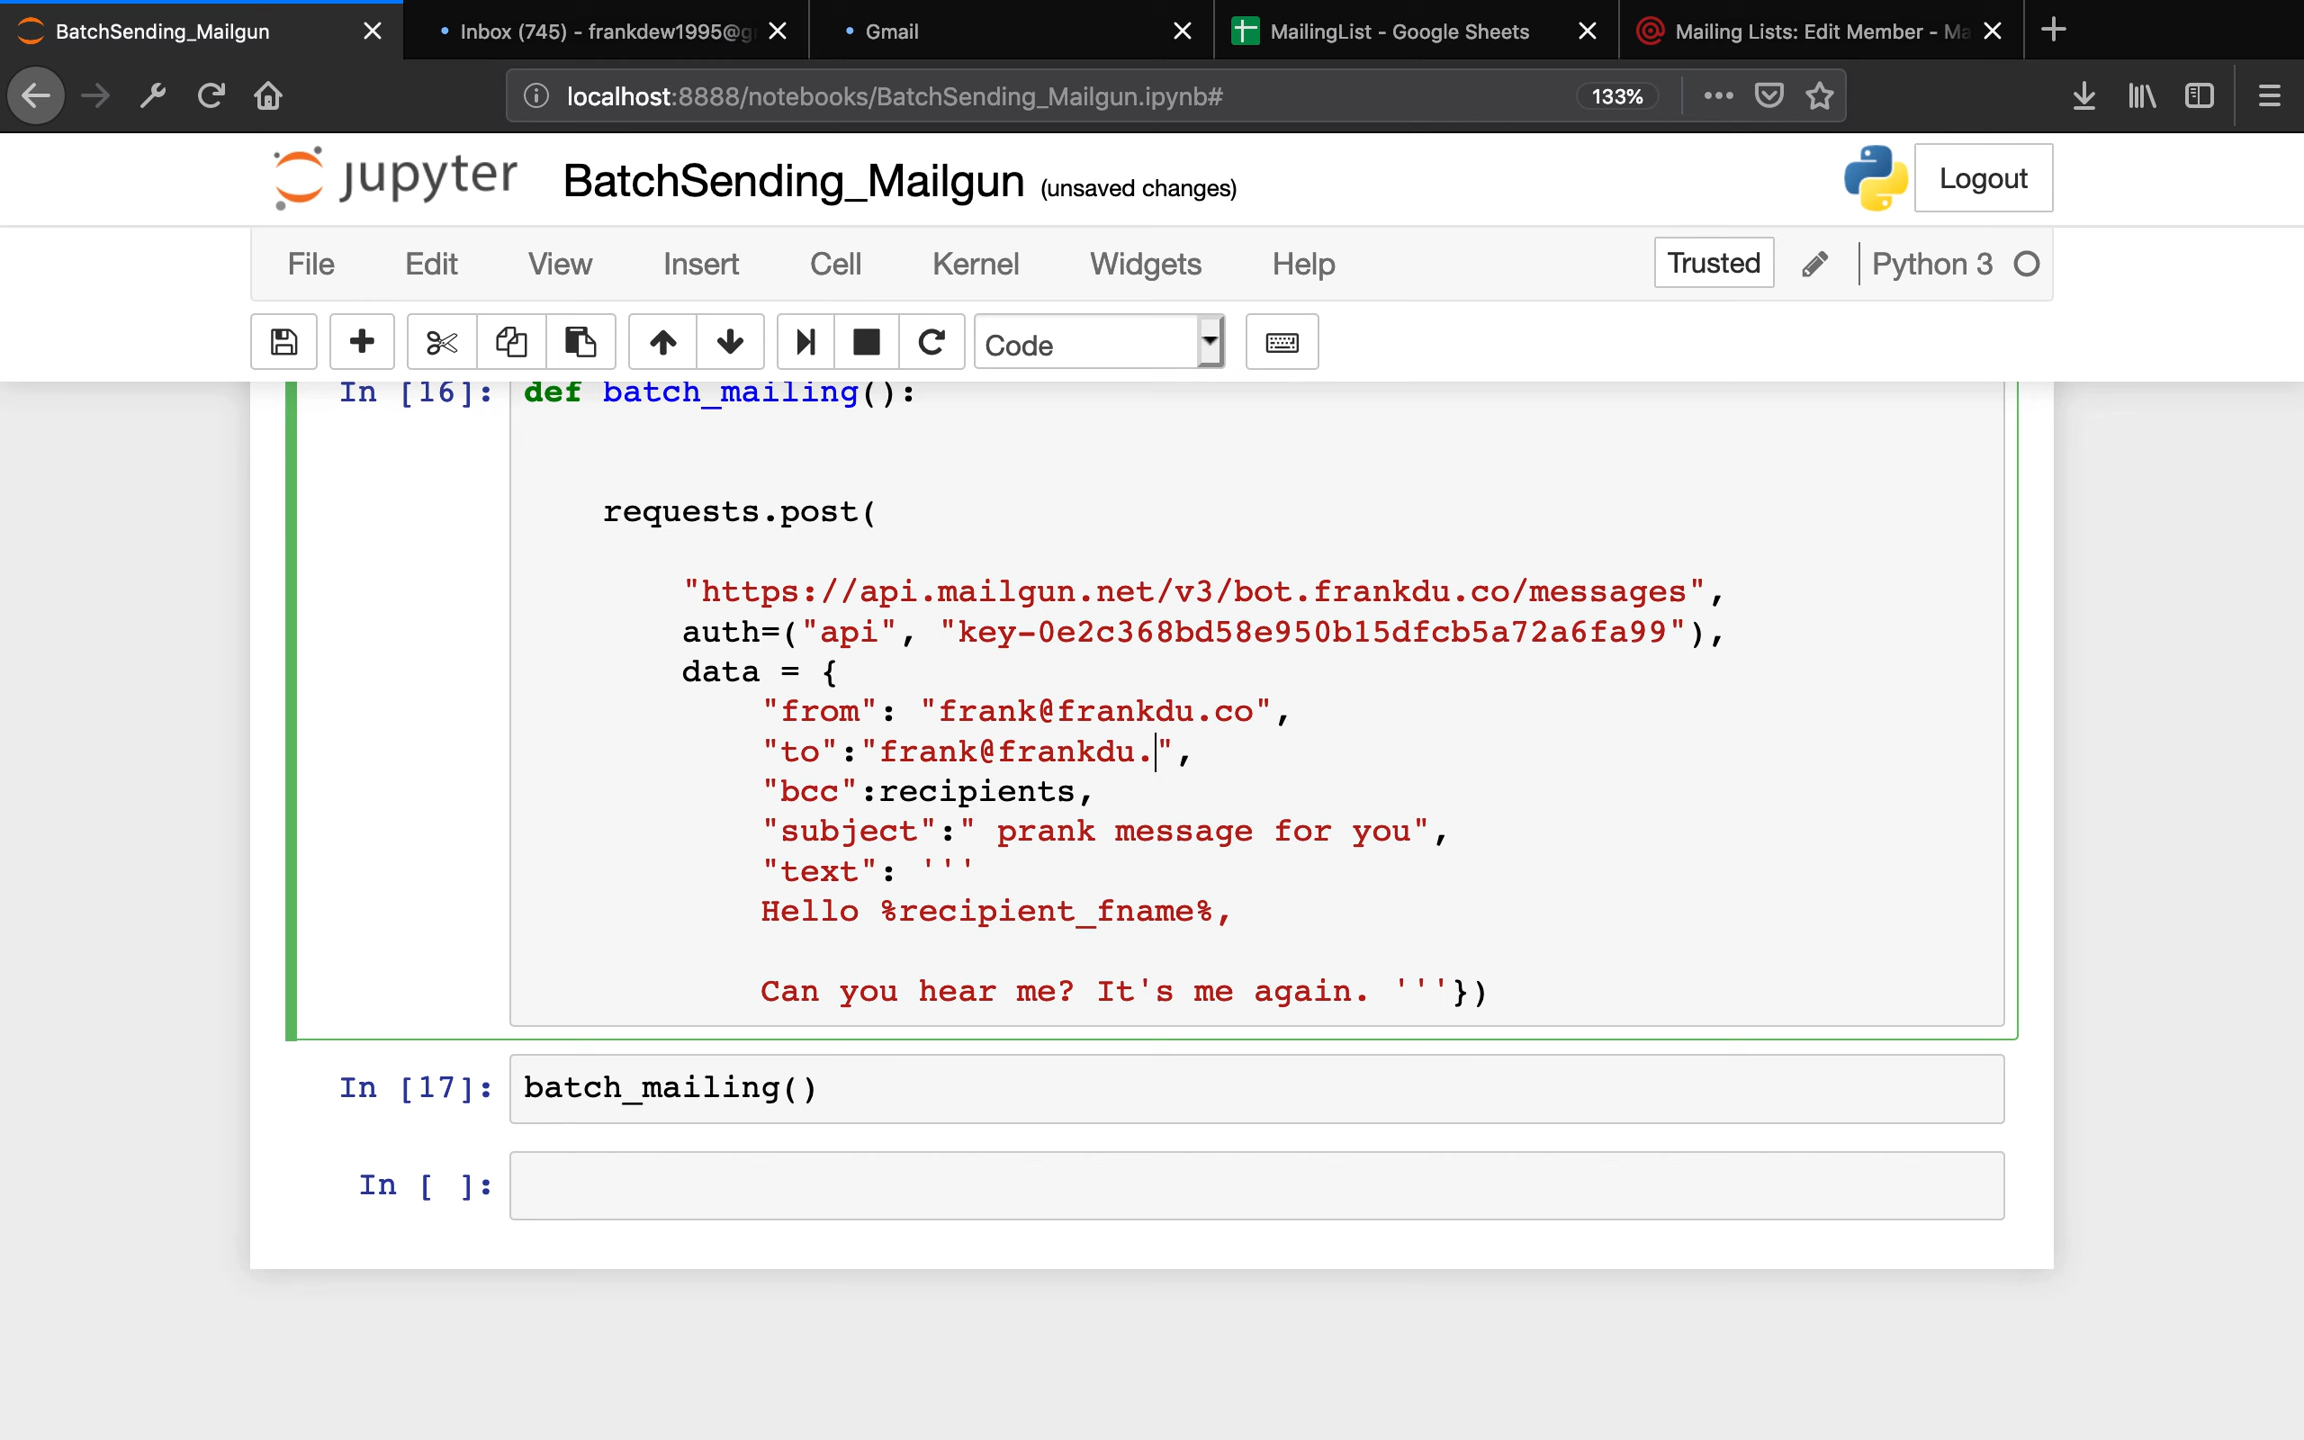 BatchSending_Mailgun
Inbox (745) - frankdew1995@g
Gmail
MailingList - Google Sheets
Mailing Lists: Edit Member - Ma
localhost:8888/notebooks/BatchSending_Mailgun.ipynb#
133%
jupyter
BatchSending_Mailgun (unsaved changes)
Logout
File Edit View Insert Cell Kernel Widgets Help
Trusted
Python 3
Code
In [16]: def batch_mailing():
requests.post(
"https://api.mailgun.net/v3/bot.frankdu.co/messages",
auth=("api", "key-0e2c368bd58e950b15dfcb5a72a6fa99"),
data = {
"from": "frank@frankdu.co",
"to":"frank@frankdu.",
"bcc":recipients,
"subject":" prank message for you",
"text": '''
Hello %recipient_fname%,
Can you hear me? It's me again. '''})
In [17]: batch_mailing()
In [ ]: